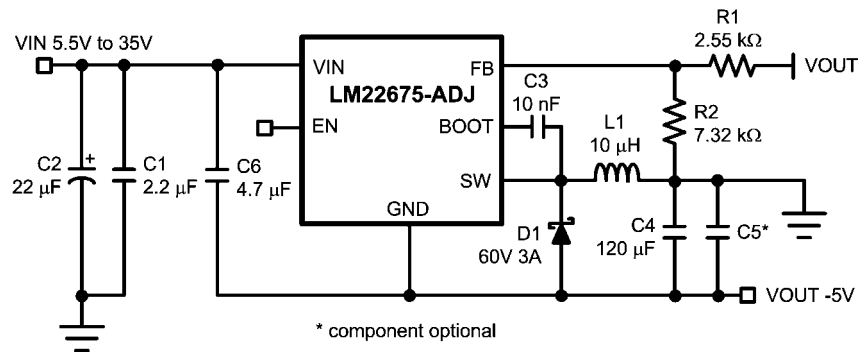 R1
2.55 kΩ
VOUT
VIN 5.5V to 35V
VIN
FB
LM22675-ADJ
C3
10 nF
R2
7.32 kΩ
EN
BOOT
L1
10 μH
C2
22 μF
+
C1
2.2 μF
C6
4.7 μF
SW
GND
D1
60V 3A
C4
120 μF
C5*
VOUT -5V
* component optional